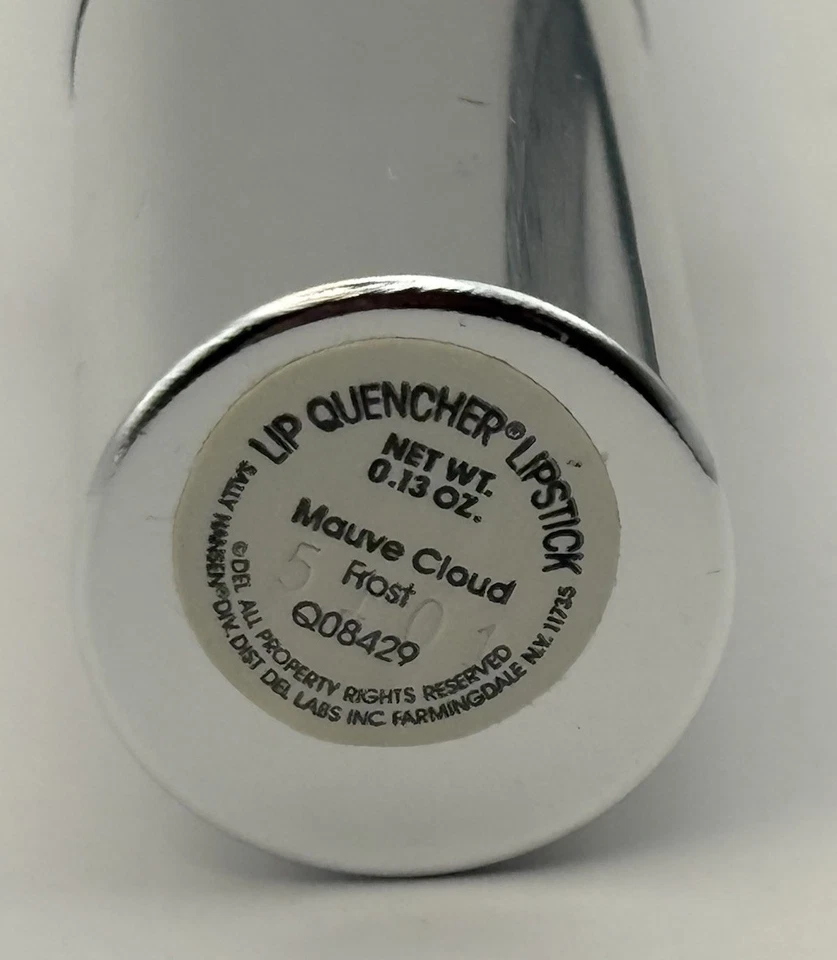 LIP QUENCHER® LIPSTICK
NET WT.
0.13 OZ.
Mauve Cloud
Frost
Q08429
©DEL ALL PROPERTY RIGHTS RESERVED
SALLY HANSEN® DIV. DIST DEL LABS INC FARMINGDALE N.Y. 11735